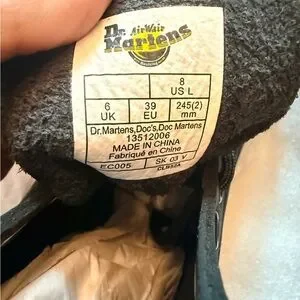 Dr. AirWair
Martens
8
US L
6
UK
39
EU
245(2)
mm
Dr.Martens,Doc's,Doc Martens
13512006
MADE IN CHINA
Fabriqué en Chine
EC005
SK 03 V